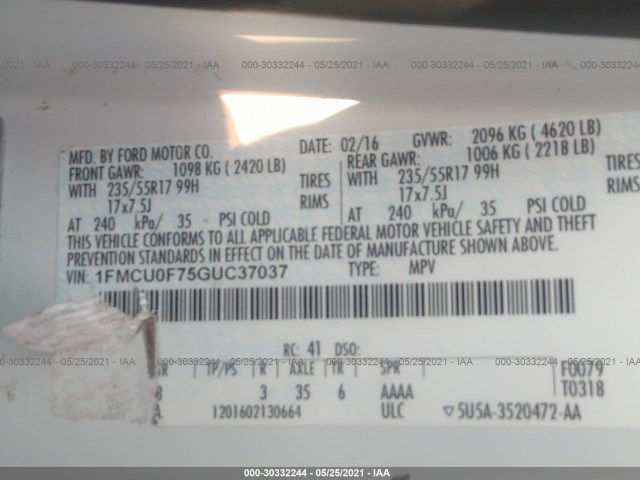 000-30332244 - 05/25/2021 - IAA 000-30332244 - 05/25/2021 - IAA 000-30332244 - 05/25/2021 - IAA
MFD. BY FORD MOTOR CO. DATE: 02/16 GVWR: 2096 KG ( 4620 LB)
FRONT GAWR: 1098 KG ( 2420 LB) REAR GAWR: 1006 KG ( 2218 LB)
WITH 235/55R17 99H TIRES WITH 235/55R17 99H TIRES
17x7.5J RIMS 17x7.5J RIMS
AT 240 kPa/ 35 PSI COLD AT 240 kPa/ 35 PSI COLD
THIS VEHICLE CONFORMS TO ALL APPLICABLE FEDERAL MOTOR VEHICLE SAFETY AND THEFT
PREVENTION STANDARDS IN EFFECT ON THE DATE OF MANUFACTURE SHOWN ABOVE.
VIN: 1FMCU0F75GUC37037 TYPE: MPV
RC: 41 DSO:
05/25/2021 - IAA 000-30332244 - 05/25/2021 - IAA 000-30332244 - 05/25/2021 - IAA
TP/PS R AXLE TR SPR F0079
3 35 6 AAAA T0318
1201602130664 ULC ▽5U5A-3520472-AA
000-30332244 - 05/25/2021 - IAA